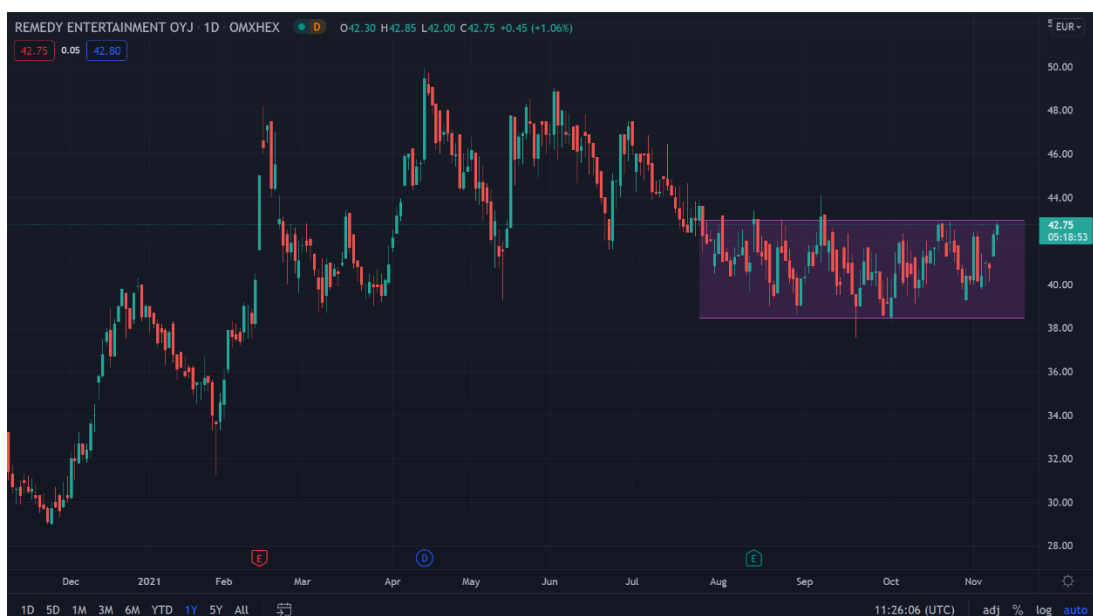 REMEDY ENTERTAINMENT OYJ · 1D · OMXHEX D O42.30 H42.85 L42.00 C42.75 +0.45 (+1.06%)
EUR
42.75 0.05 42.80
50.00
48.00
46.00
44.00
42.75
05:18:53
40.00
38.00
36.00
34.00
32.00
30.00
28.00
E D E
Dec 2021 Feb Mar Apr May Jun Jul Aug Sep Oct Nov
1D 5D 1M 3M 6M YTD 1Y 5Y All 11:26:06 (UTC) adj % log auto